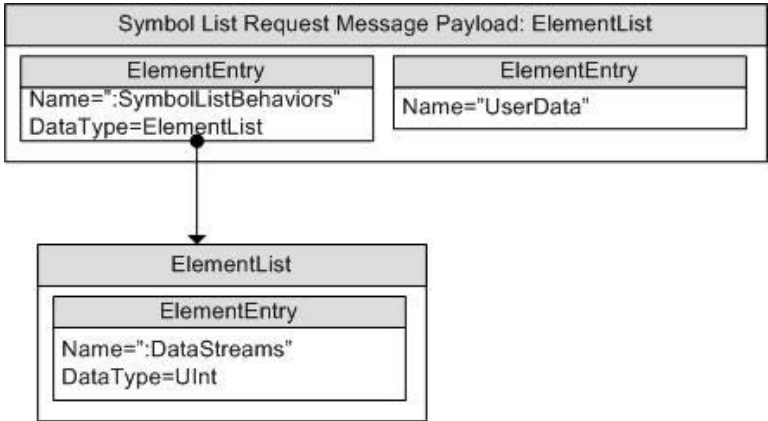 Symbol List Request Message Payload: ElementList
ElementEntry
Name=":SymbolListBehaviors"
DataType=ElementList
ElementEntry
Name="UserData"
ElementList
ElementEntry
Name=":DataStreams"
DataType=UInt